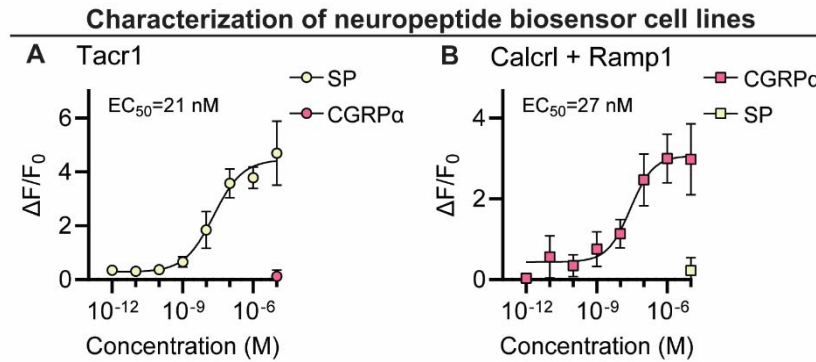 Characterization of neuropeptide biosensor cell lines
A Tacr1
SP
CGRPα
EC50=21 nM
ΔF/F0
6
4
2
0
10-12 10-9 10-6
Concentration (M)
B Calcrl + Ramp1
CGRPα
SP
EC50=27 nM
ΔF/F0
4
2
0
10-12 10-9 10-6
Concentration (M)